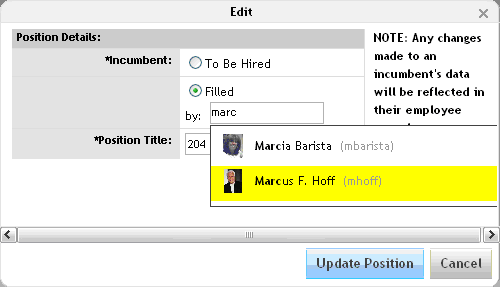 Edit
Position Details:
*Incumbent:
To Be Hired
Filled
by: marc
Marcia Barista (mbarista)
Marcus F. Hoff (mhoff)
*Position Title:
204
NOTE: Any changes
made to an
incumbent's data
will be reflected in
their employee
Update Position
Cancel